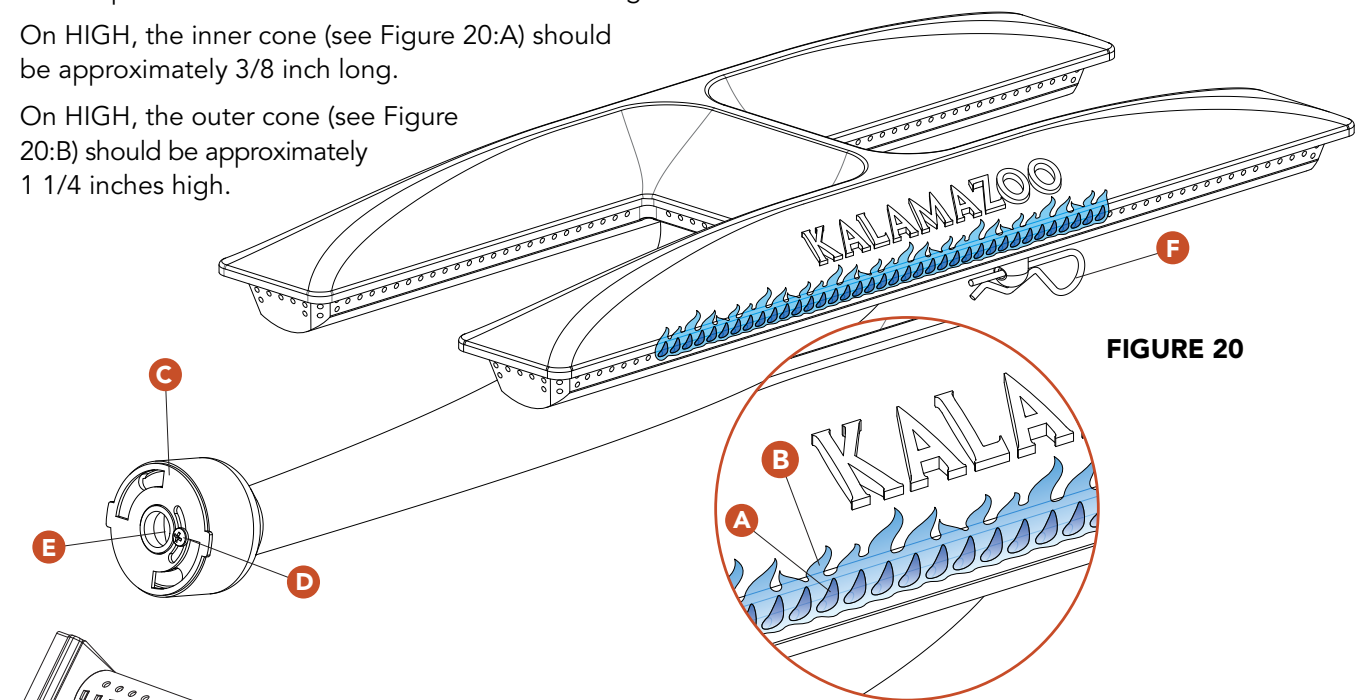 On HIGH, the inner cone (see Figure 20:A) should
be approximately 3/8 inch long.
On HIGH, the outer cone (see Figure
20:B) should be approximately
1 1/4 inches high.
KALAMAZOO
F
FIGURE 20
C
KALA
B
A
E
D